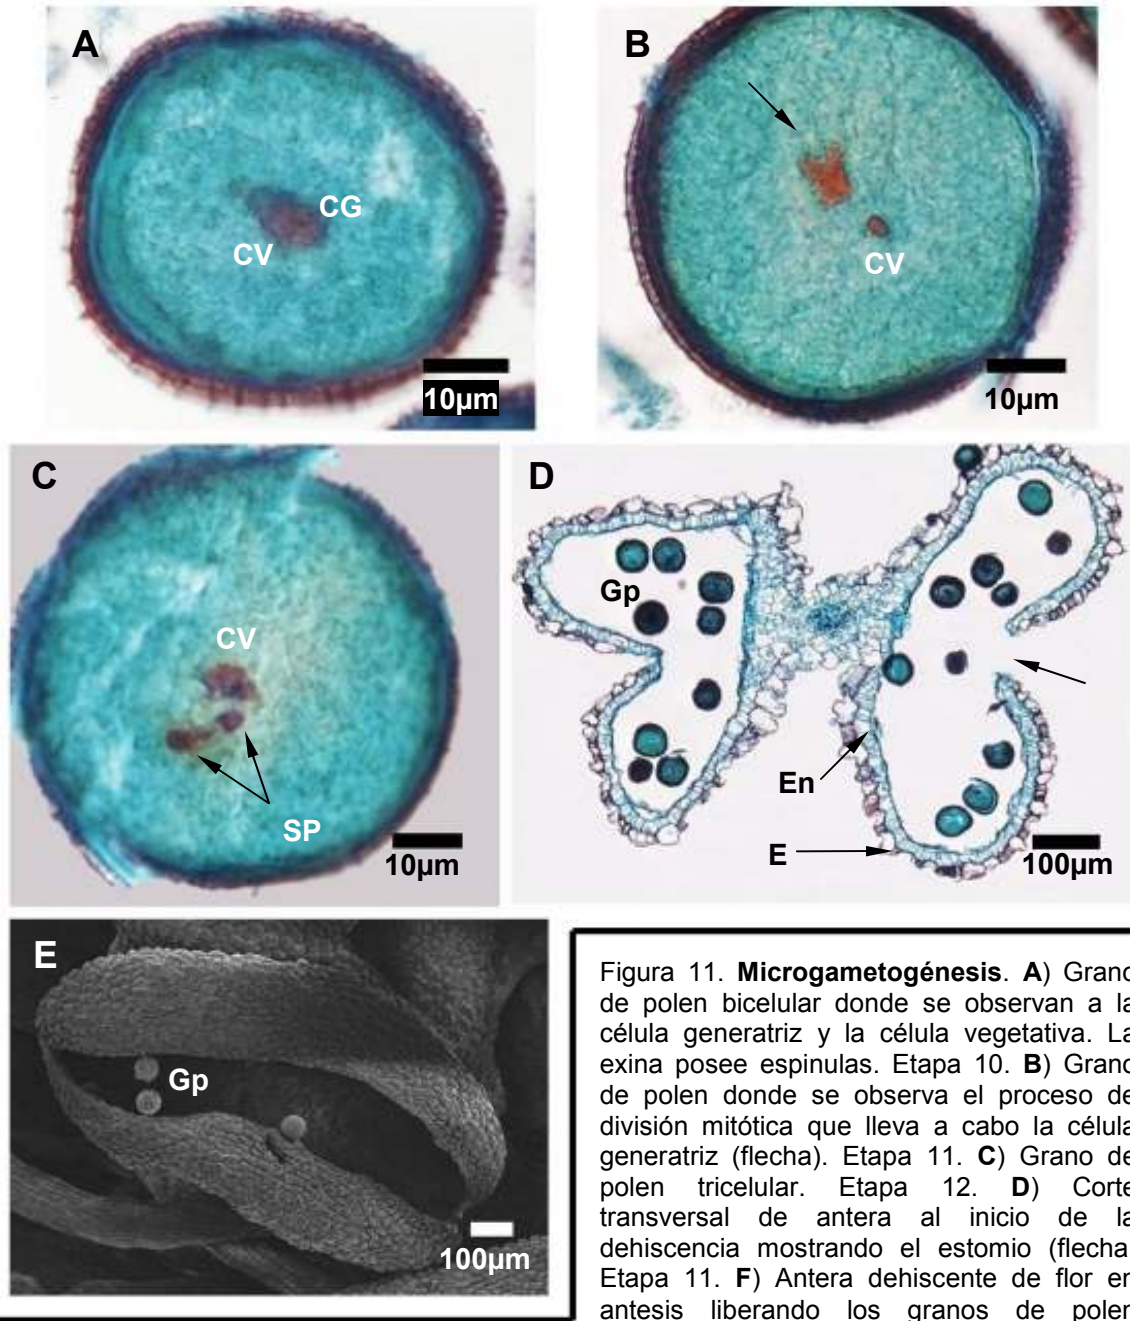 A
CG
CV
10µm
B
CV
10µm
C
CV
SP
10µm
D
Gp
En
E
100µm
E
Gp
100µm
Figura 11. Microgametogénesis. A) Grano
de polen bicelular donde se observan a la
célula generatriz y la célula vegetativa. La
exina posee espinulas. Etapa 10. B) Grano
de polen donde se observa el proceso de
división mitótica que lleva a cabo la célula
generatriz (flecha). Etapa 11. C) Grano de
polen tricelular. Etapa 12. D) Corte
transversal de antera al inicio de la
dehiscencia mostrando el estomio (flecha)
Etapa 11. F) Antera dehiscente de flor en
antesis liberando los granos de polen